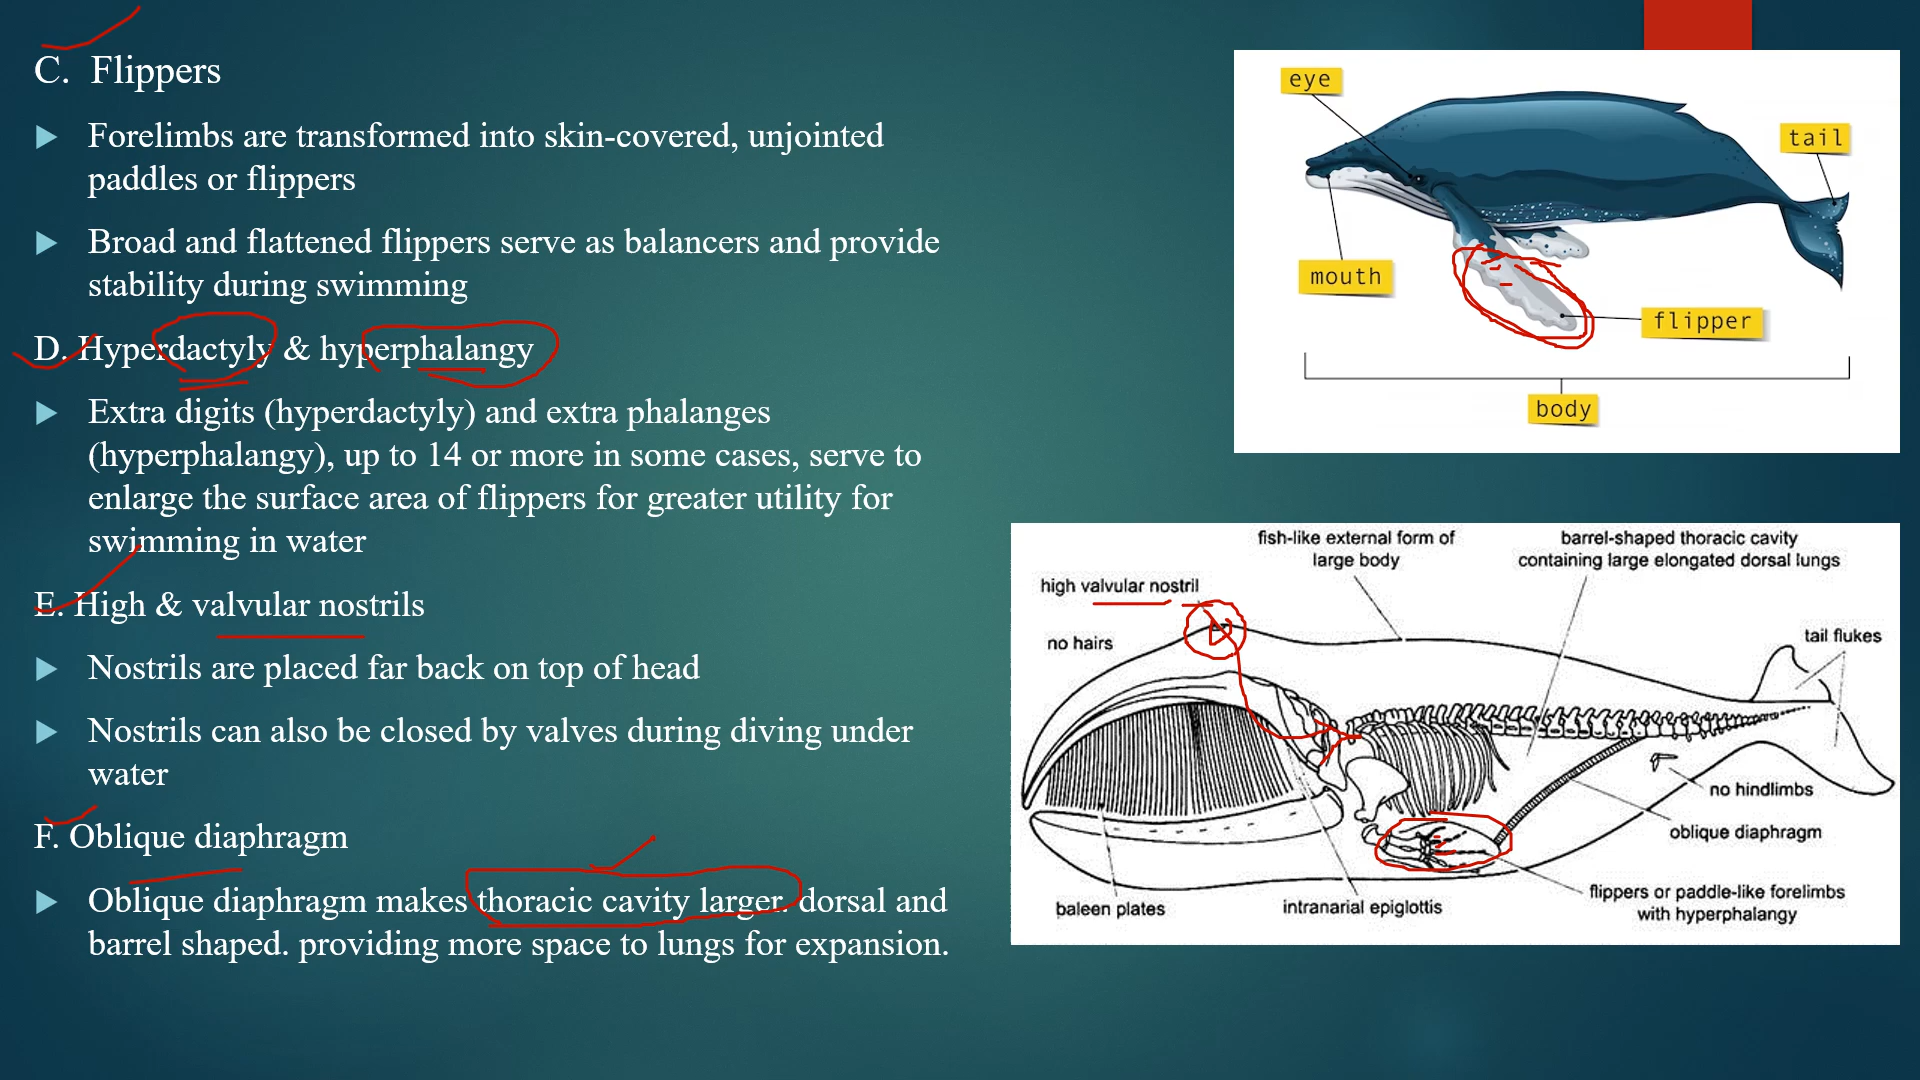 C. Flippers
Forelimbs are transformed into skin-covered, unjointed
paddles or flippers
Broad and flattened flippers serve as balancers and provide
stability during swimming
D. Hyperdactyly & hyperphalangy
Extra digits (hyperdactyly) and extra phalanges
(hyperphalangy), up to 14 or more in some cases, serve to
enlarge the surface area of flippers for greater utility for
swimming in water
E. High & valvular nostrils
Nostrils are placed far back on top of head
Nostrils can also be closed by valves during diving under
water
F. Oblique diaphragm
Oblique diaphragm makes thoracic cavity larger. dorsal and
barrel shaped. providing more space to lungs for expansion.
eye
tail
mouth
flipper
body
fish-like external form of
large body
barrel-shaped thoracic cavity
containing large elongated dorsal lungs
high valvular nostril
no hairs
tail flukes
no hindlimbs
oblique diaphragm
flippers or paddle-like forelimbs
with hyperphalangy
baleen plates
intranarial epiglottis